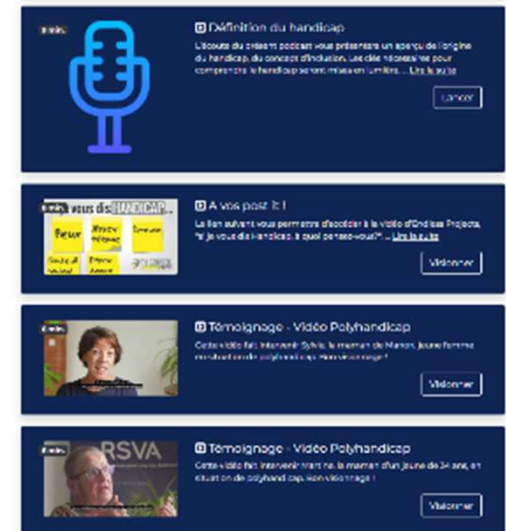 Définition du handicap
L'écoute du présent podcast vous présentera un aperçu de l'origine
du handicap, du concept d'inclusion. Les clés nécessaires pour
comprendre le handicap seront mises en lumière. ... Lire la suite
Lancer
vous dis HANDICAP...
Peur
A vos post it !
Le lien suivant vous permettra d'accéder à la vidéo d'Endless Projects,
"si je vous dis Handicap, à quoi pensez-vous?". ... Lire la suite
Visionner
6 min.
Témoignage - Vidéo Polyhandicap
Cette vidéo fait intervenir Sylvie, la maman de Manon, jeune femme
en situation de polyhandicap. Bon visionnage !
Visionner
RSVA
Témoignage - Vidéo Polyhandicap
Cette vidéo fait intervenir Martine, la maman d'un jeune de 34 ans, en
situation de polyhandicap. Bon visionnage !
Visionner